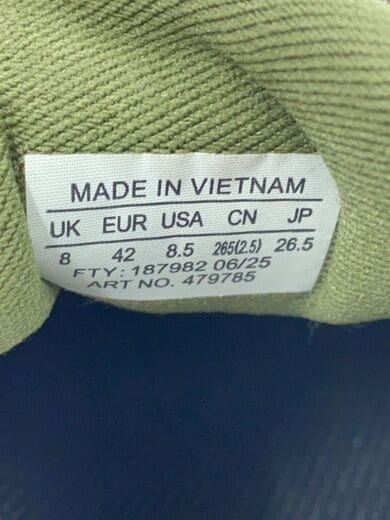 MADE IN VIETNAM
UK EUR USA CN JP
8 42 8.5 265(2.5) 26.5
FTY: 187982 06/25
ART NO. 479785